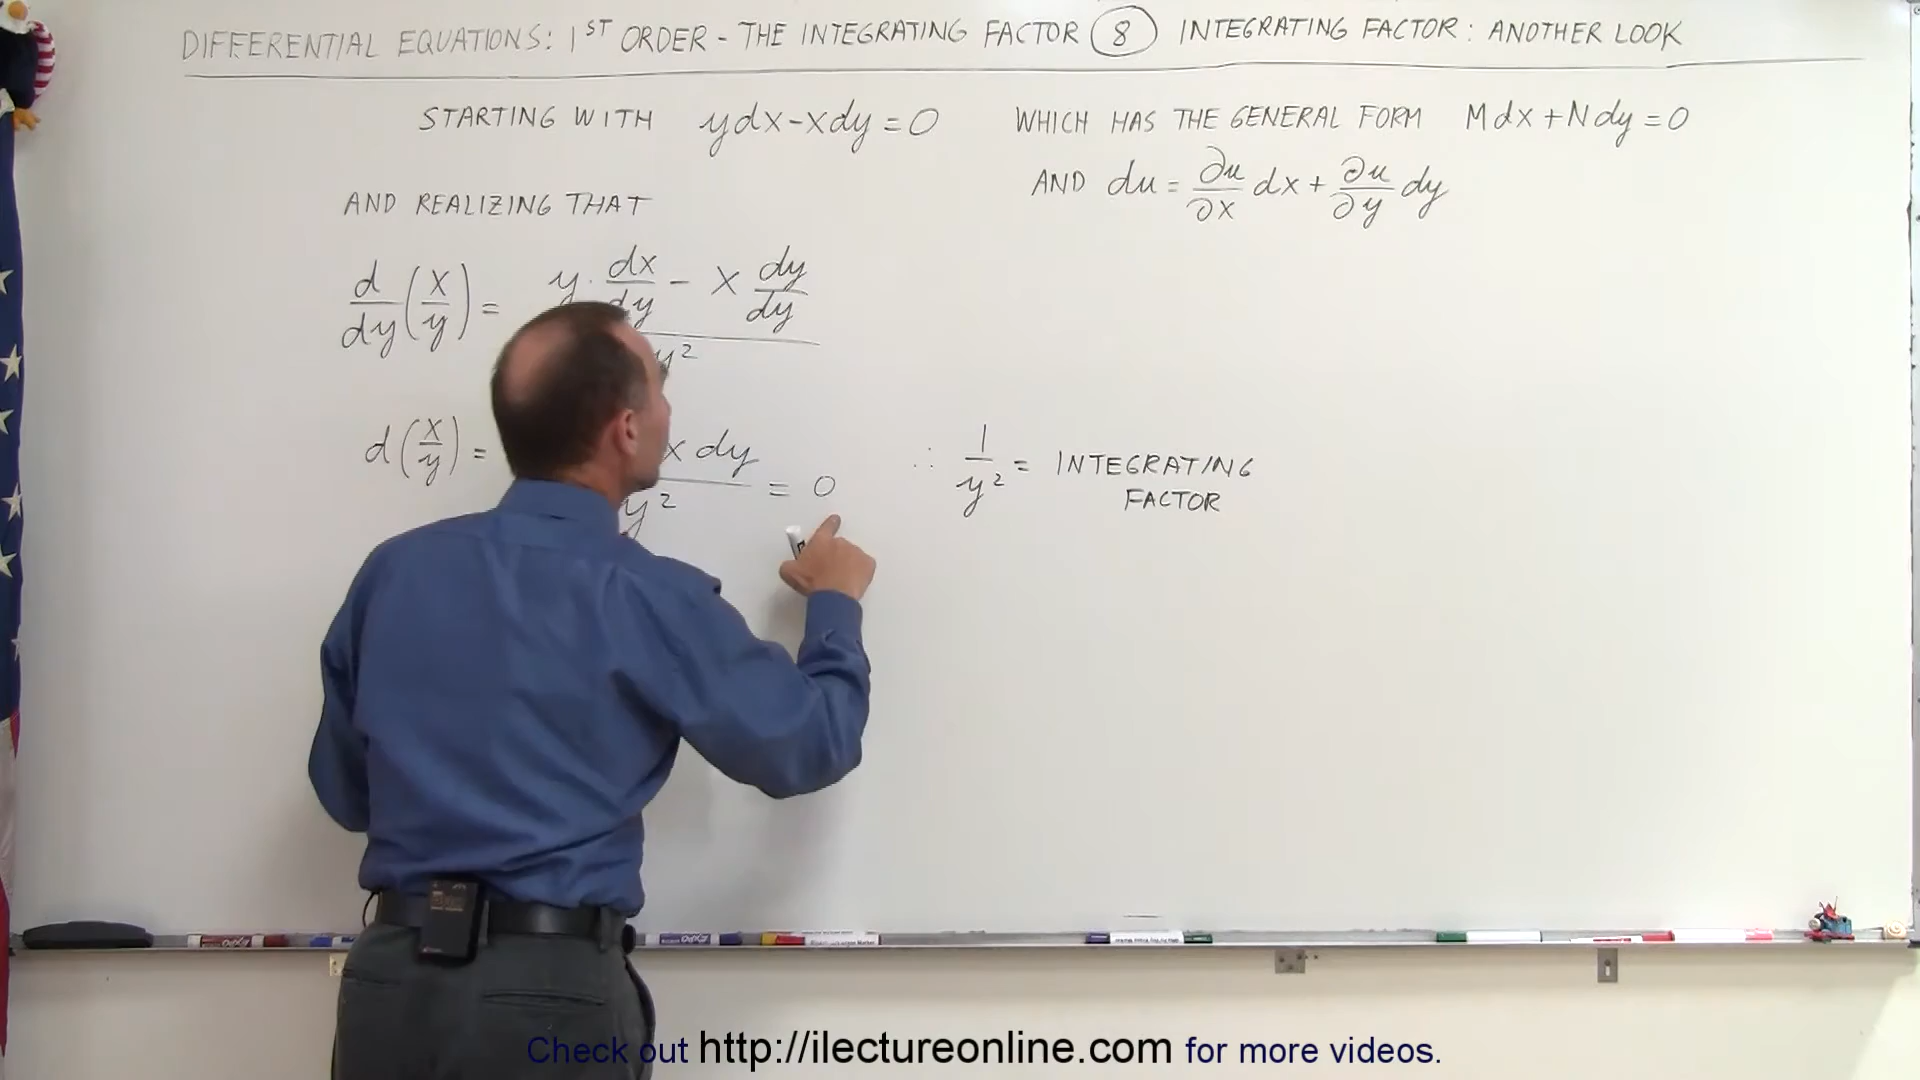 DIFFERENTIAL EQUATIONS: 1ST ORDER - THE INTEGRATING FACTOR 8 INTEGRATING FACTOR: ANOTHER LOOK
STARTING WITH y dx - x dy = 0 WHICH HAS THE GENERAL FORM M dx + N dy = 0
AND du = ∂u/∂x dx + ∂u/∂y dy
AND REALIZING THAT
d/dy (x/y) = (y · dx/dy - x dy/dy) / y²
d(x/y) = x dy / y² = 0
∴ 1/y² = INTEGRATING FACTOR
Check out http://ilectureonline.com for more videos.